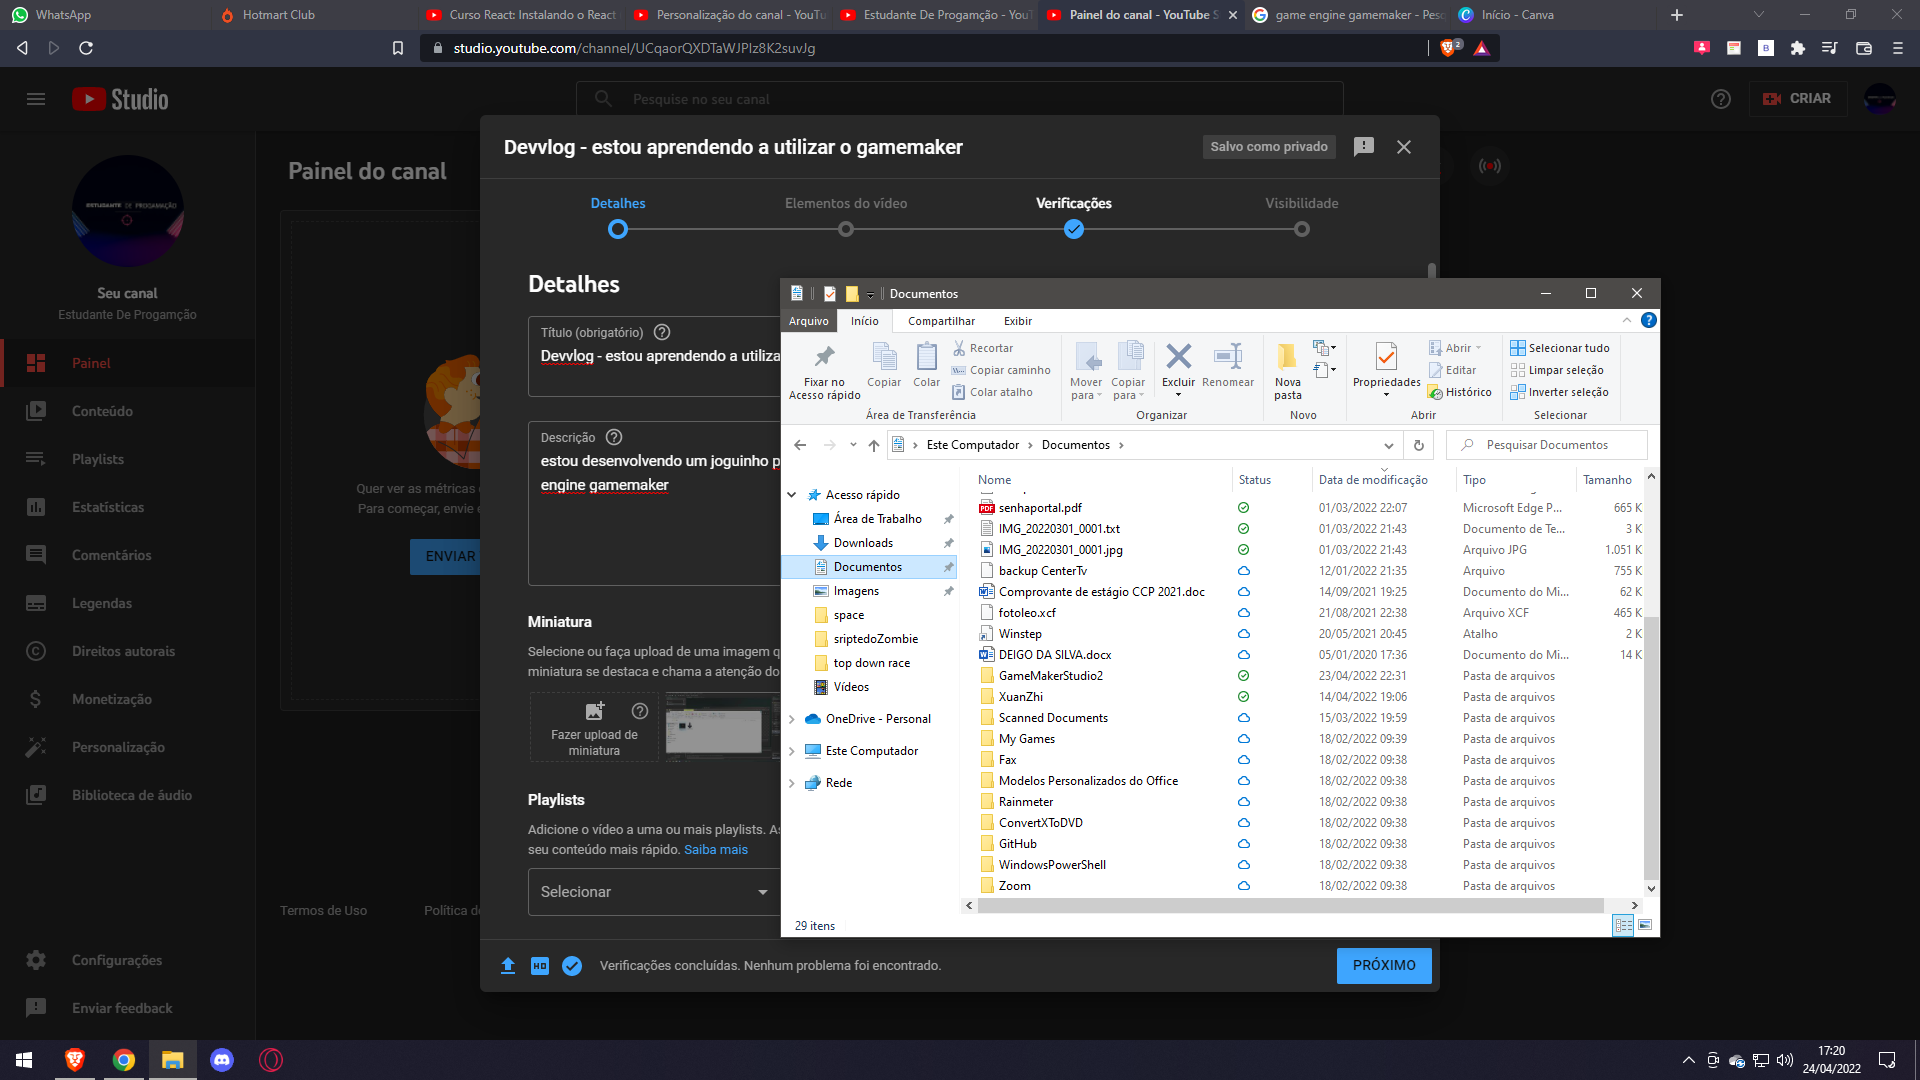 WhatsApp
Hotmart Club
Curso React: Instalando o React
Personalização do canal - YouTu
Estudante De Progamção - YouT
Painel do canal - YouTube S
game engine gamemaker - Pesq
Início - Canva
studio.youtube.com/channel/UCqaorQXDTaWJPlz8K2suvJg
2
Studio
Pesquise no seu canal
CRIAR
Devvlog - estou aprendendo a utilizar o gamemaker
Salvo como privado
Painel do canal
ESTUDANTE DE PROGAMAÇÃO
Seu canal
Estudante De Progamção
Painel
Conteúdo
Playlists
Estatísticas
Comentários
Legendas
Direitos autorais
Monetização
Personalização
Biblioteca de áudio
Configurações
Enviar feedback
Quer ver as métricas
Para começar, envie
ENVIAR
Termos de Uso
Política de
Detalhes
Elementos do vídeo
Verificações
Visibilidade
Detalhes
Título (obrigatório)
Devvlog - estou aprendendo a utiliza
Descrição
estou desenvolvendo um joguinho p
engine gamemaker
Miniatura
Selecione ou faça upload de uma imagem q
miniatura se destaca e chama a atenção do
Fazer upload de
miniatura
Playlists
Adicione o vídeo a uma ou mais playlists. As
seu conteúdo mais rápido. Saiba mais
Selecionar
Verificações concluídas. Nenhum problema foi encontrado.
PRÓXIMO
Documentos
Arquivo
Início
Compartilhar
Exibir
Fixar no
Acesso rápido
Copiar
Colar
Recortar
Copiar caminho
Colar atalho
Área de Transferência
Mover
para
Copiar
para
Excluir
Renomear
Organizar
Nova
pasta
Novo
Propriedades
Abrir
Editar
Histórico
Abrir
Selecionar tudo
Limpar seleção
Inverter seleção
Selecionar
Este Computador
Documentos
Pesquisar Documentos
Acesso rápido
Área de Trabalho
Downloads
Documentos
Imagens
space
sriptedoZombie
top down race
Vídeos
OneDrive - Personal
Este Computador
Rede
Nome Status Data de modificação Tipo Tamanho
senhaportal.pdf 01/03/2022 22:07 Microsoft Edge P... 665 K
IMG_20220301_0001.txt 01/03/2022 21:43 Documento de Te... 3 K
IMG_20220301_0001.jpg 01/03/2022 21:43 Arquivo JPG 1.051 K
backup CenterTv 12/01/2022 21:35 Arquivo 755 K
Comprovante de estágio CCP 2021.doc 14/09/2021 19:25 Documento do Mi... 62 K
fotoleo.xcf 21/08/2021 22:38 Arquivo XCF 465 K
Winstep 20/05/2021 20:45 Atalho 2 K
DEIGO DA SILVA.docx 05/01/2020 17:36 Documento do Mi... 14 K
GameMakerStudio2 23/04/2022 22:31 Pasta de arquivos
XuanZhi 14/04/2022 19:06 Pasta de arquivos
Scanned Documents 15/03/2022 19:59 Pasta de arquivos
My Games 18/02/2022 09:39 Pasta de arquivos
Fax 18/02/2022 09:38 Pasta de arquivos
Modelos Personalizados do Office 18/02/2022 09:38 Pasta de arquivos
Rainmeter 18/02/2022 09:38 Pasta de arquivos
ConvertXToDVD 18/02/2022 09:38 Pasta de arquivos
GitHub 18/02/2022 09:38 Pasta de arquivos
WindowsPowerShell 18/02/2022 09:38 Pasta de arquivos
Zoom 18/02/2022 09:38 Pasta de arquivos
29 itens
17:20
24/04/2022